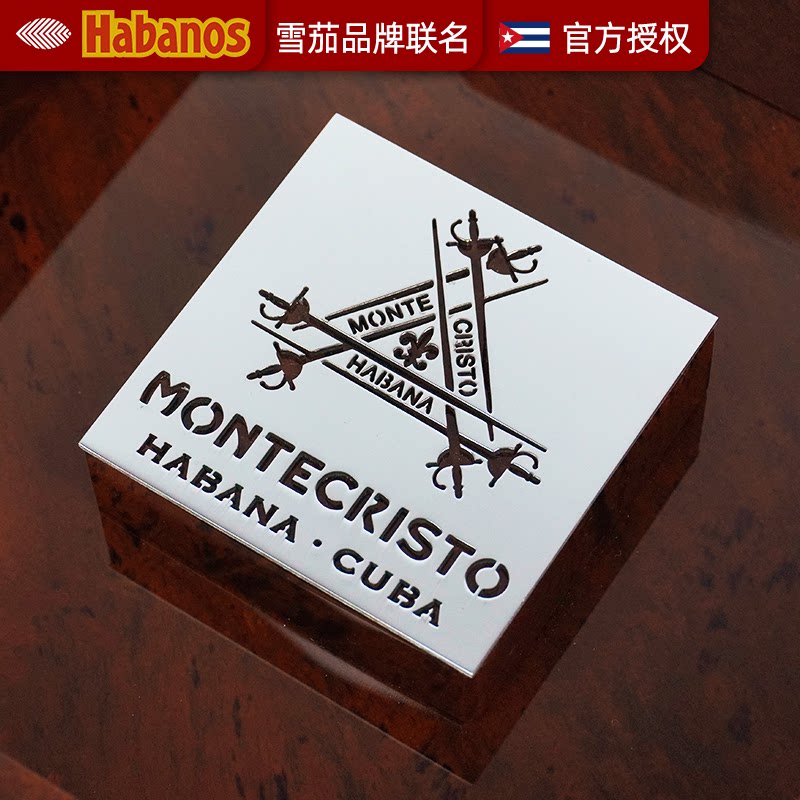 Habanos
雪茄品牌联名
官方授权
MONTE
CRISTO
HABANA
MONTECRISTO
HABANA · CUBA